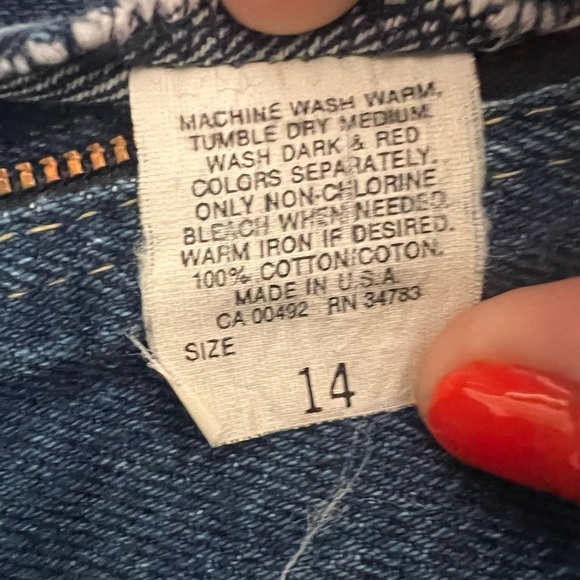 MACHINE WASH WARM,
TUMBLE DRY MEDIUM.
WASH DARK & RED
COLORS SEPARATELY.
ONLY NON-CHLORINE
BLEACH WHEN NEEDED.
WARM IRON IF DESIRED.
100% COTTON/COTON.
MADE IN U.S.A.
CA 00492 RN 34783
SIZE
14